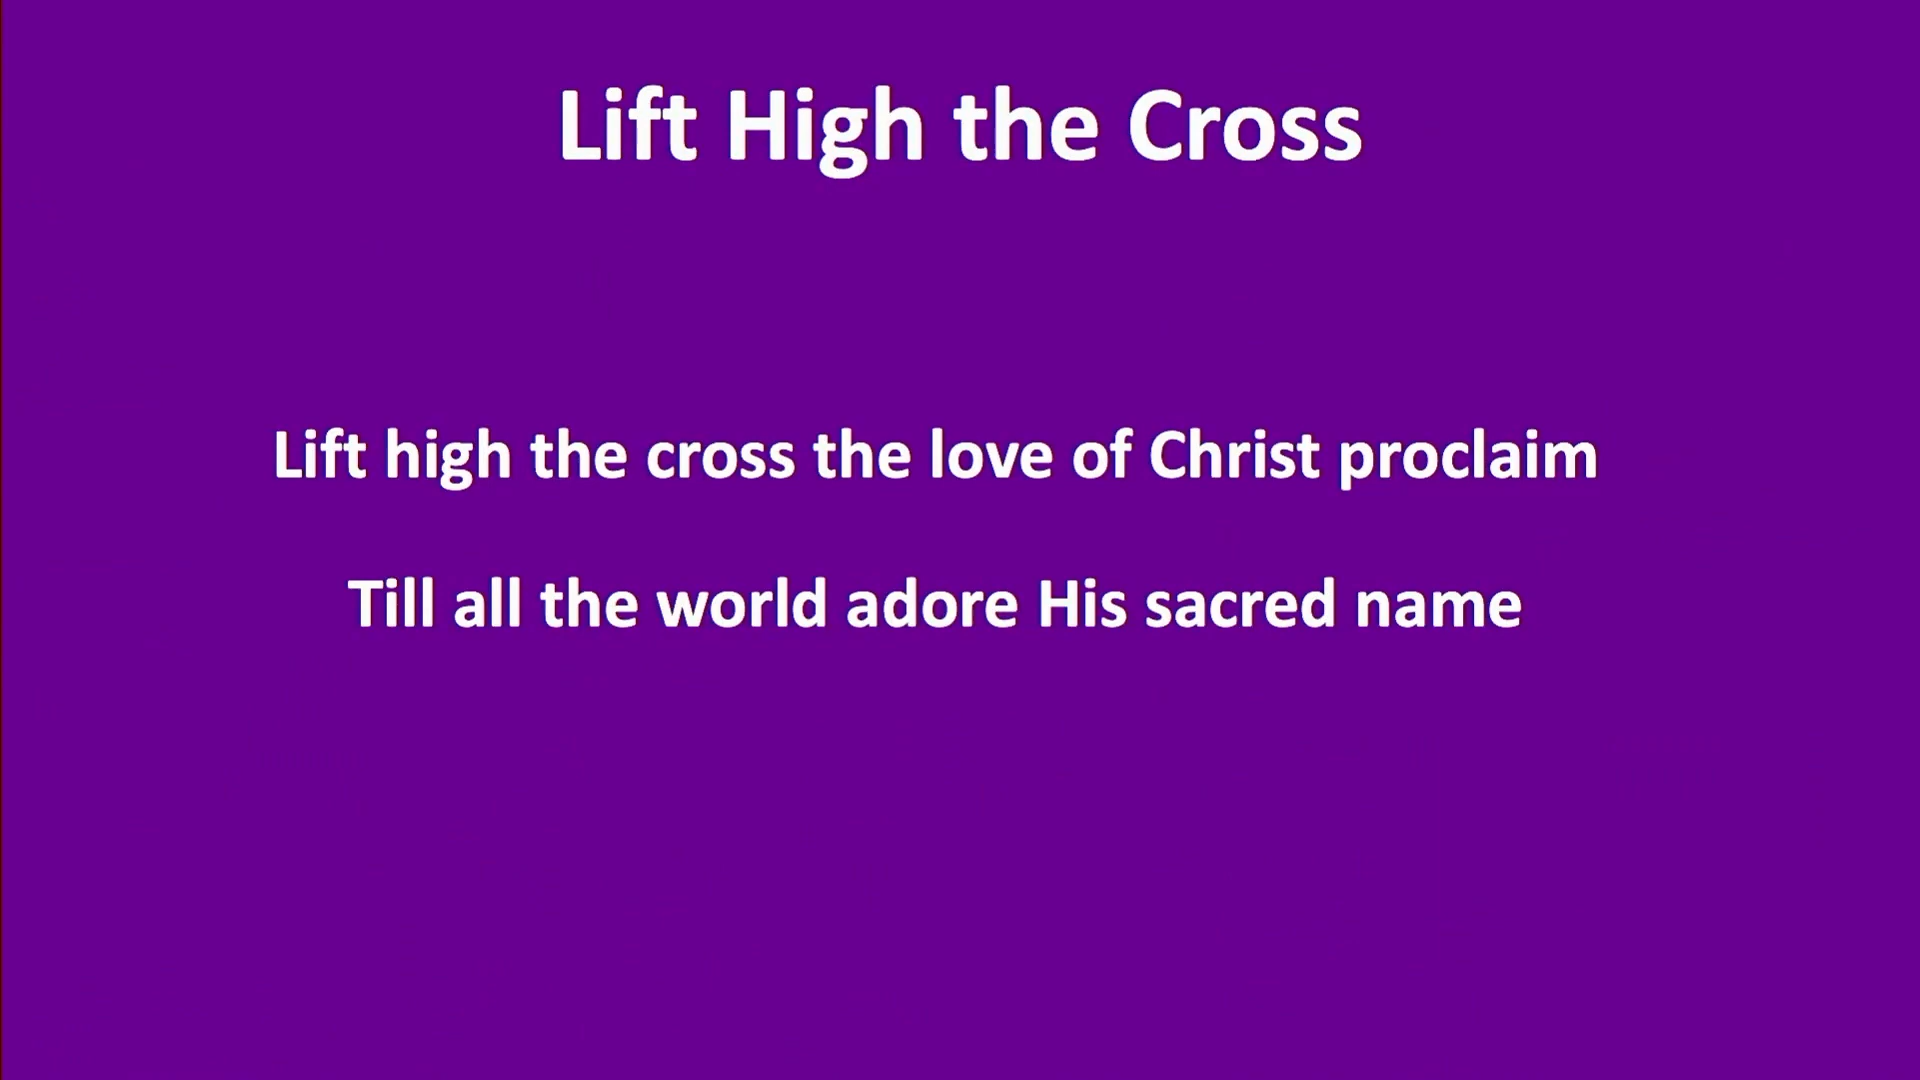 Lift High the Cross
Lift high the cross the love of Christ proclaim
Till all the world adore His sacred name